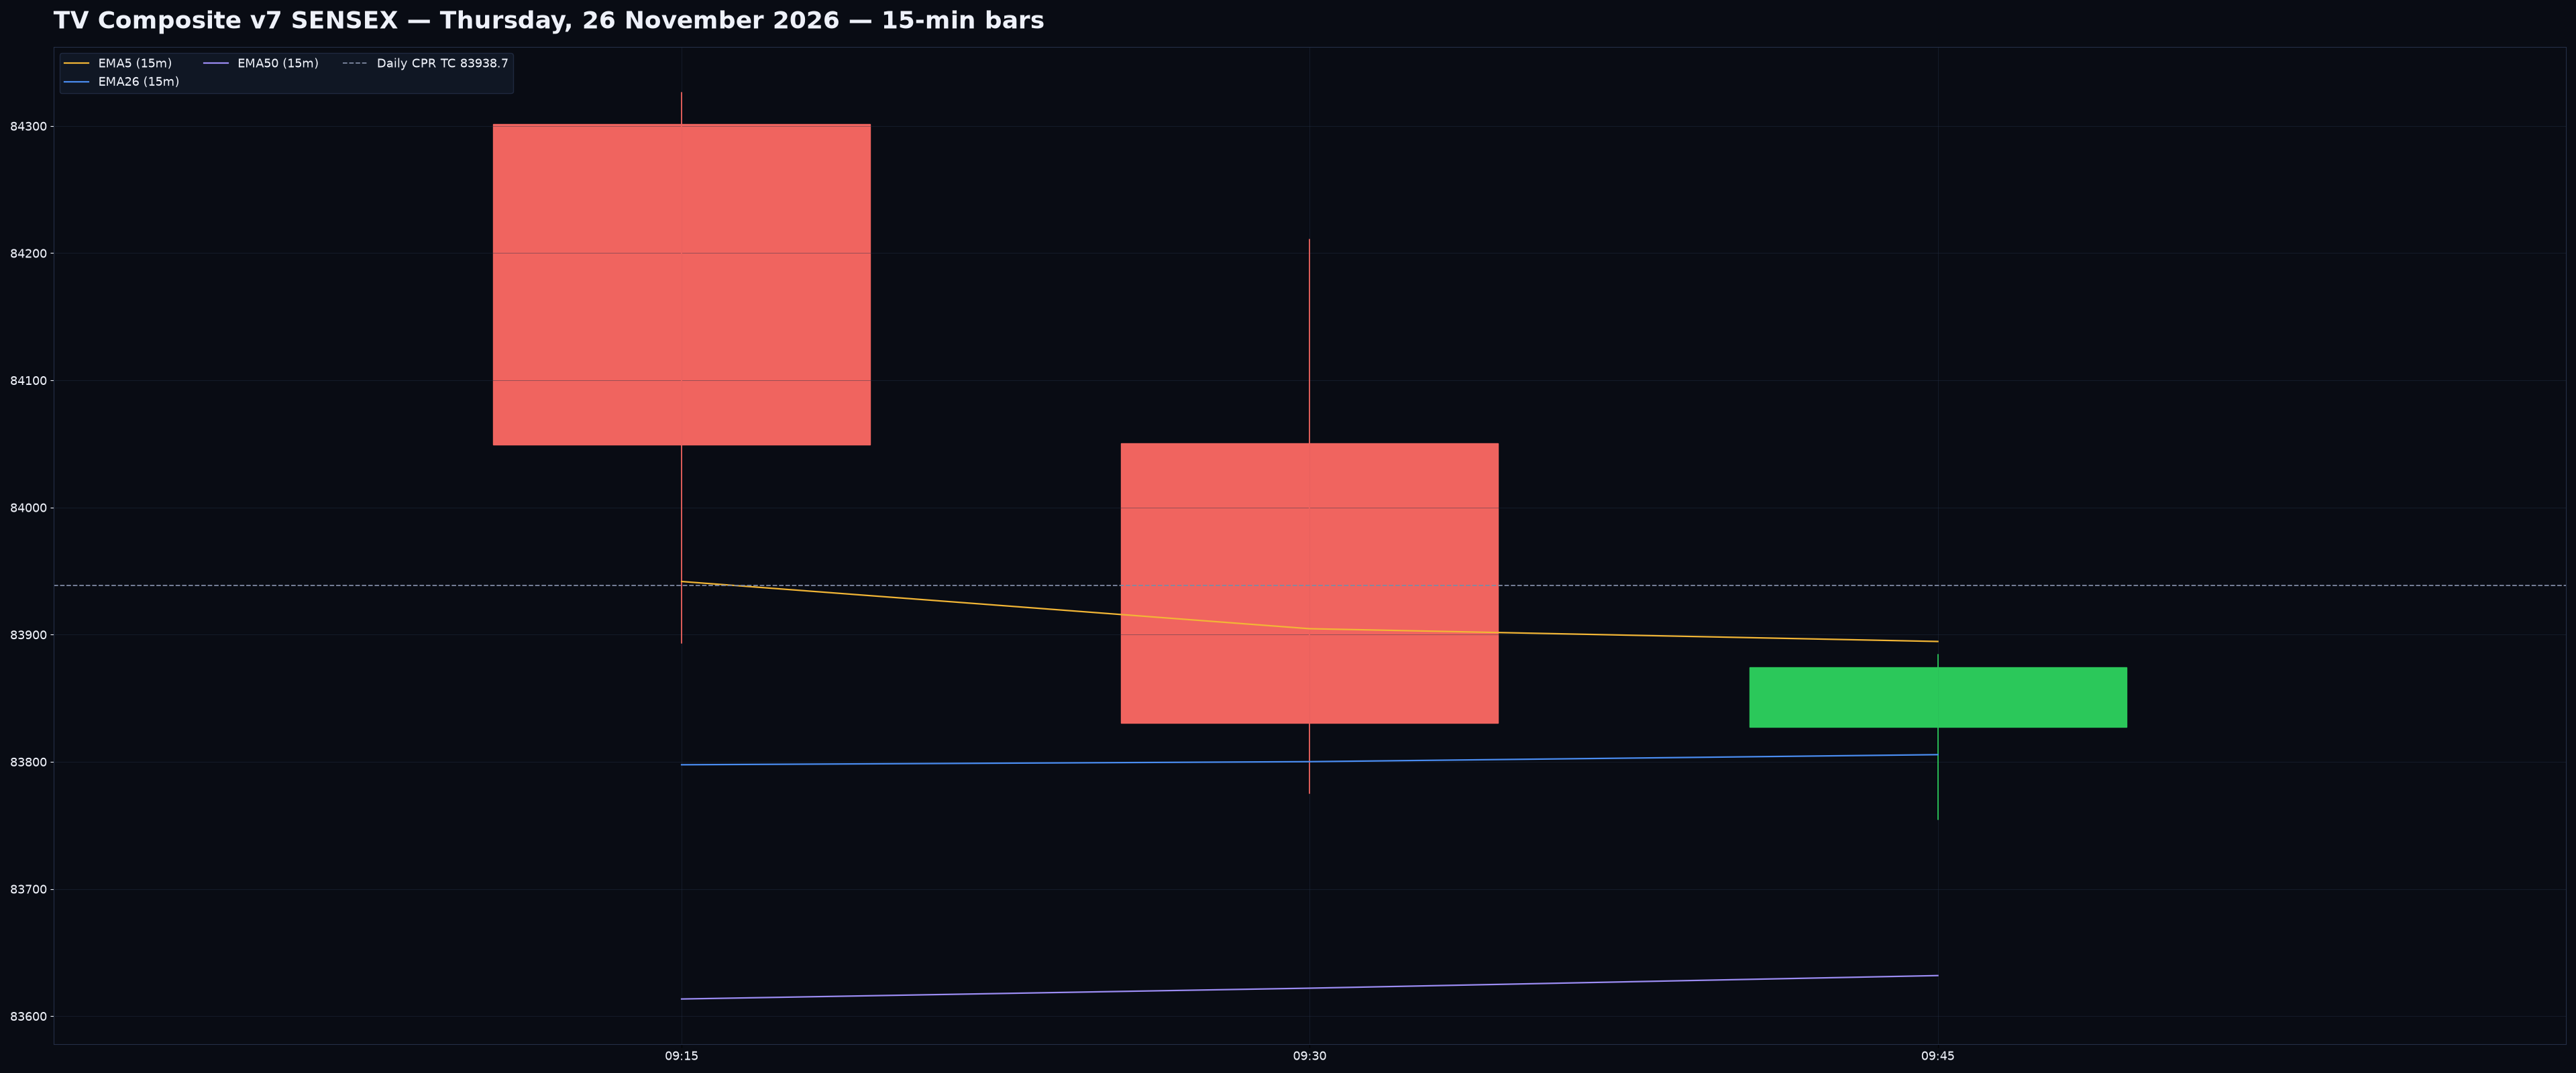 TV Composite v7 SENSEX — Thursday, 26 November 2026 — 15-min bars
EMA5 (15m) EMA50 (15m) Daily CPR TC 83938.7
EMA26 (15m)
84300
84200
84100
84000
83900
83800
83700
83600
09:15 09:30 09:45